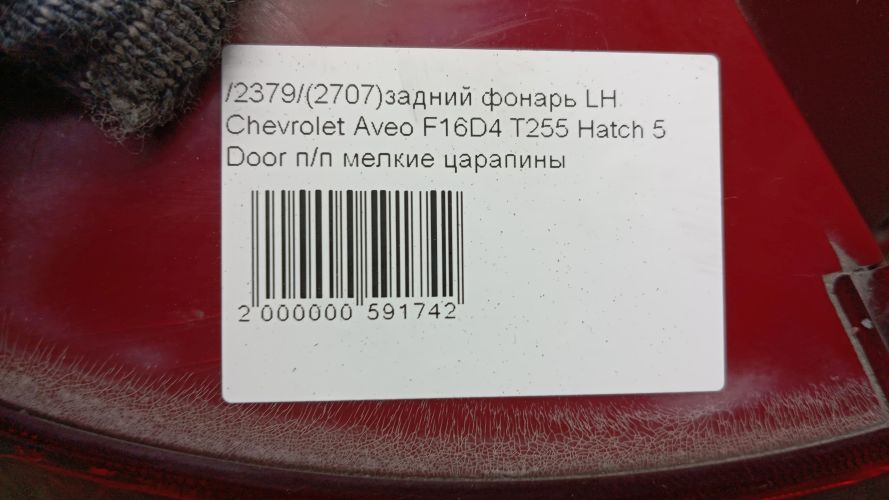 /2379/(2707)задний фонарь LH
Chevrolet Aveo F16D4 T255 Hatch 5
Door п/п мелкие царапины
2 000000 591742